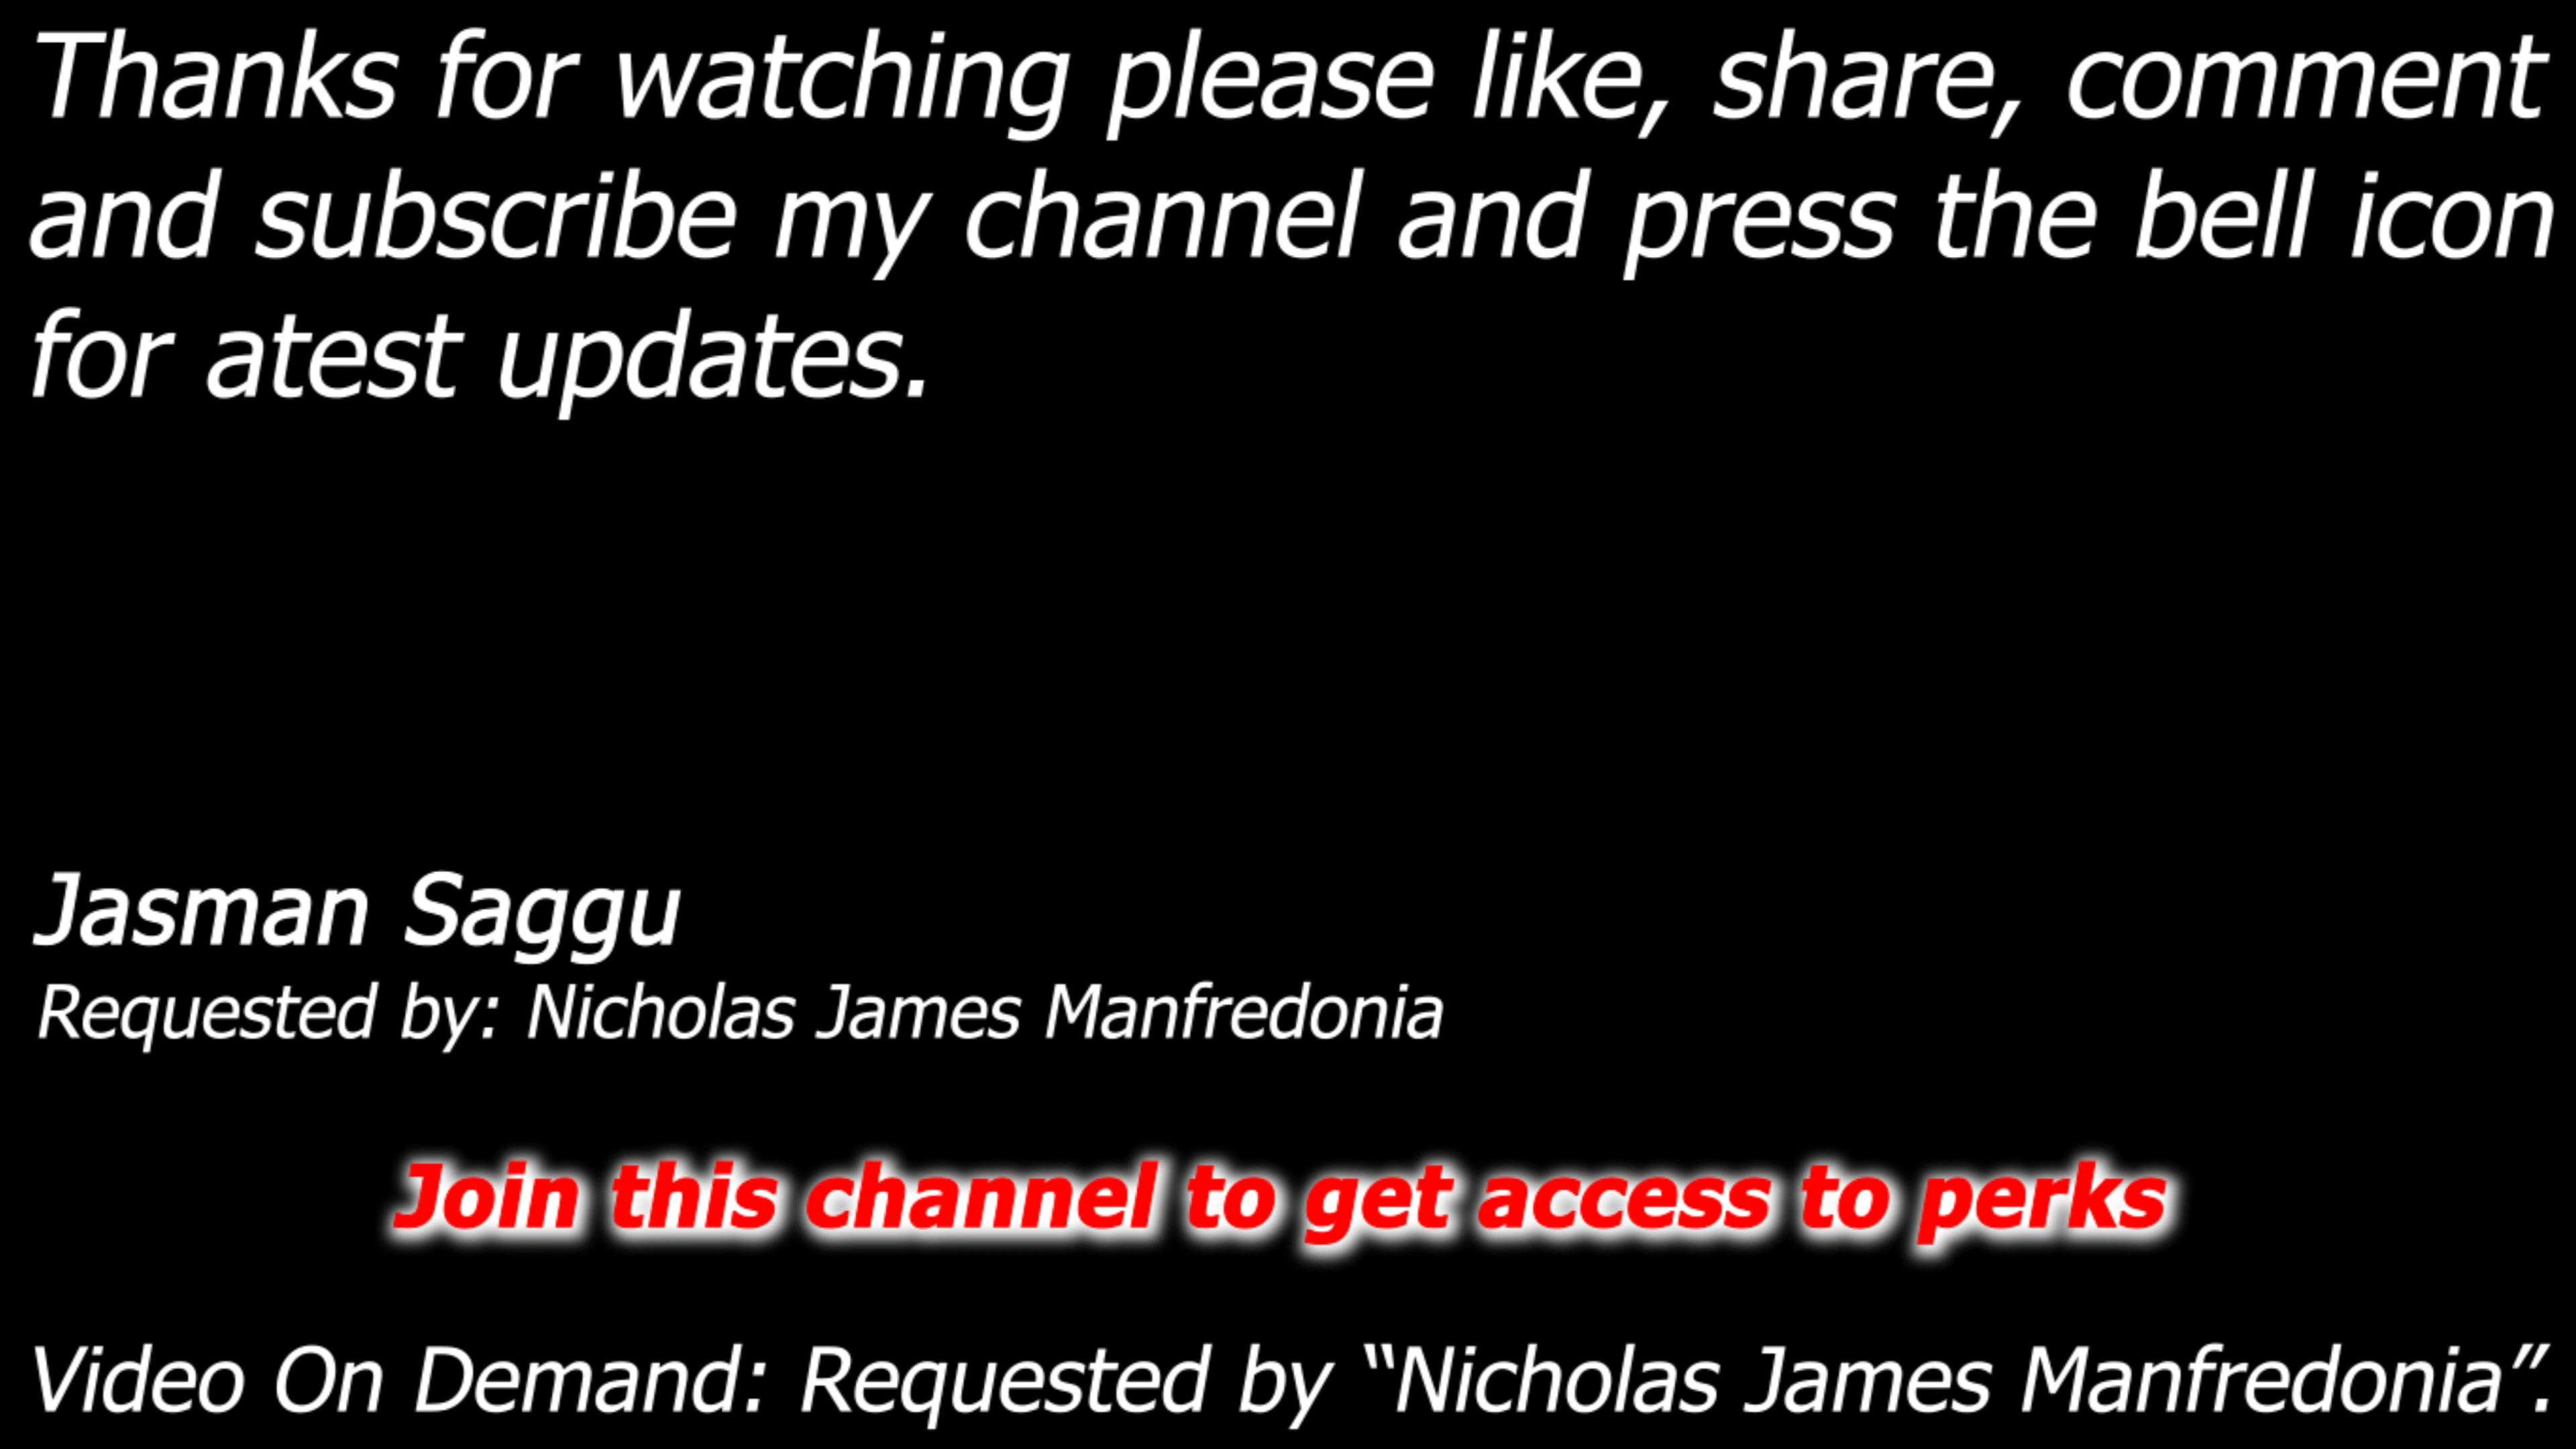 Thanks for watching please like, share, comment
and subscribe my channel and press the bell icon
for atest updates.
Jasman Saggu
Requested by: Nicholas James Manfredonia
Join this channel to get access to perks
Video On Demand: Requested by “Nicholas James Manfredonia”.